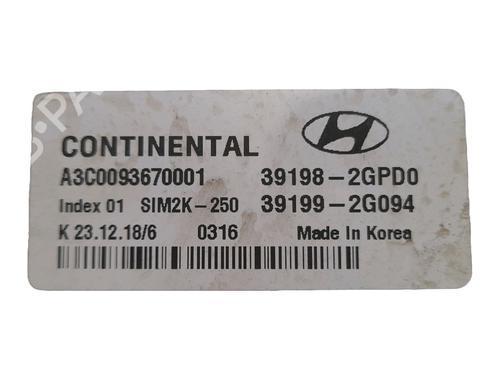 CONTINENTAL
A3C0093670001 39198-2GPD0
Index 01 SIM2K-250 39199-2G094
K 23.12.18/6 0316 Made in Korea